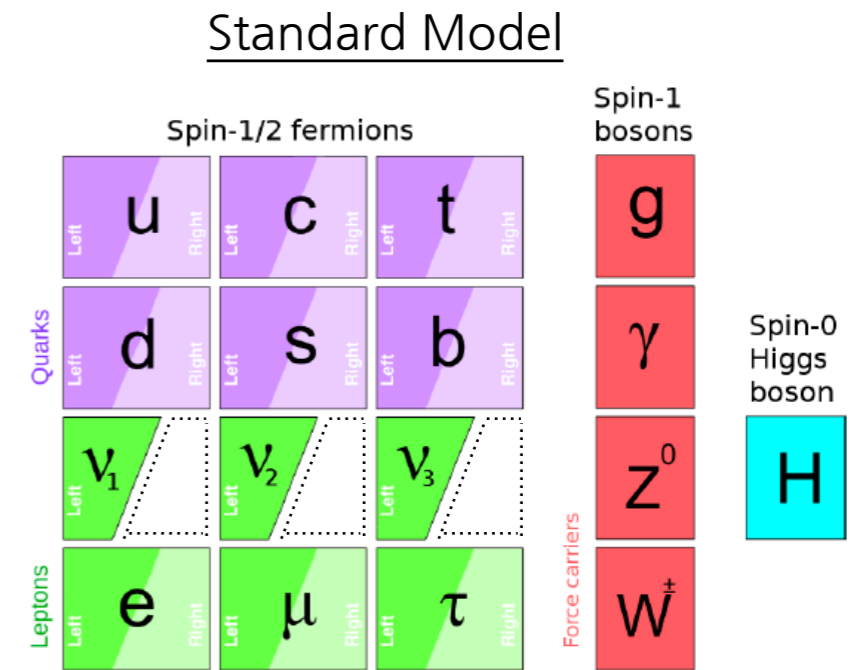 Standard Model
Spin-1/2 fermions
Spin-1
bosons
Quarks
Left u Right
Left c Right
Left t Right
g
Left d Right
Left s Right
Left b Right
γ
Spin-0
Higgs
boson
Leptons
Left ν1
Left ν2
Left ν3
Force carriers
Z0
H
Left e Right
Left μ Right
Left τ Right
W±